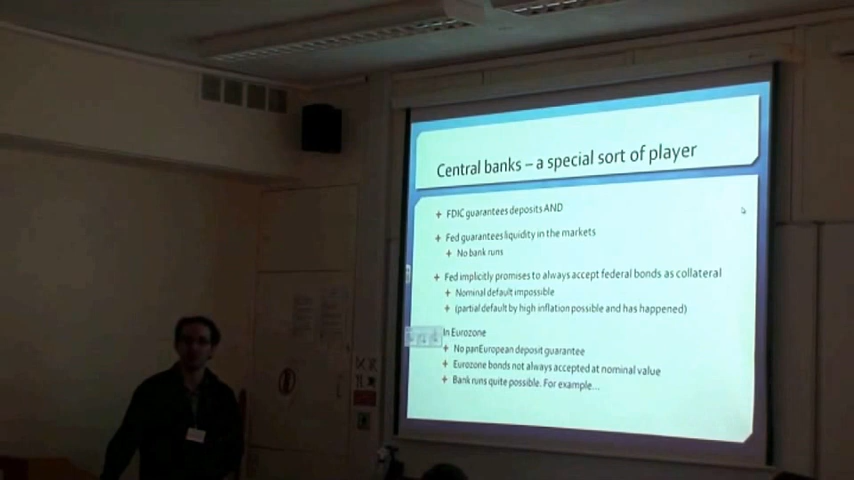 Central banks – a special sort of player
+ FDIC guarantees deposits AND
+ Fed guarantees liquidity in the markets
+ No bank runs
+ Fed implicitly promises to always accept federal bonds as collateral
+ Nominal default impossible
+ (partial default by high inflation possible and has happened)
In Eurozone
+ No panEuropean deposit guarantee
+ Eurozone bonds not always accepted at nominal value
+ Bank runs quite possible. For example...